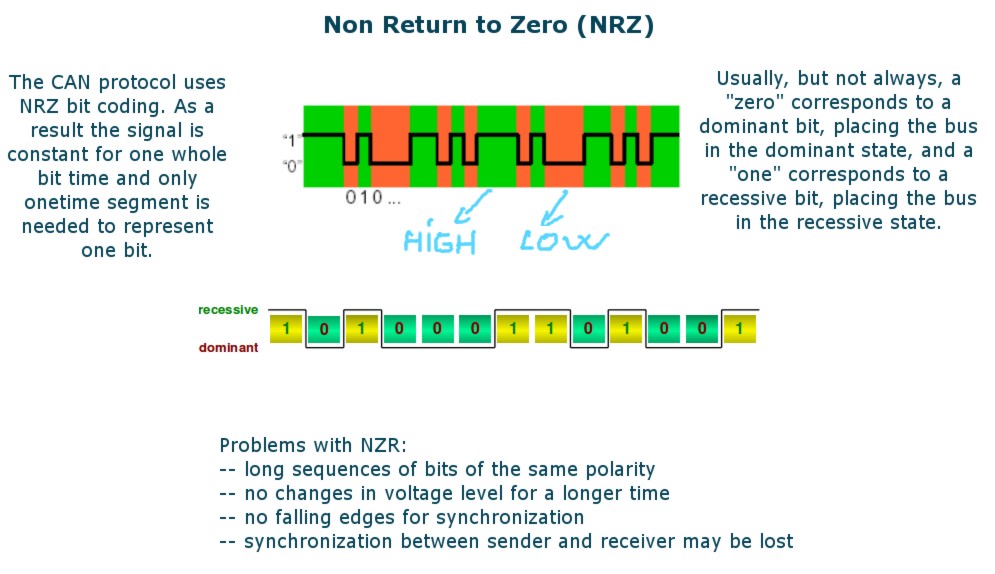 Non Return to Zero (NRZ)
The CAN protocol uses
NRZ bit coding. As a
result the signal is
constant for one whole
bit time and only
onetime segment is
needed to represent
one bit.
"1"
"0"
0 1 0 ...
HIGH LOW
Usually, but not always, a
"zero" corresponds to a
dominant bit, placing the bus
in the dominant state, and a
"one" corresponds to a
recessive bit, placing the bus
in the recessive state.
recessive
1 0 1 0 0 0 1 1 0 1 0 0 1
dominant
Problems with NZR:
-- long sequences of bits of the same polarity
-- no changes in voltage level for a longer time
-- no falling edges for synchronization
-- synchronization between sender and receiver may be lost